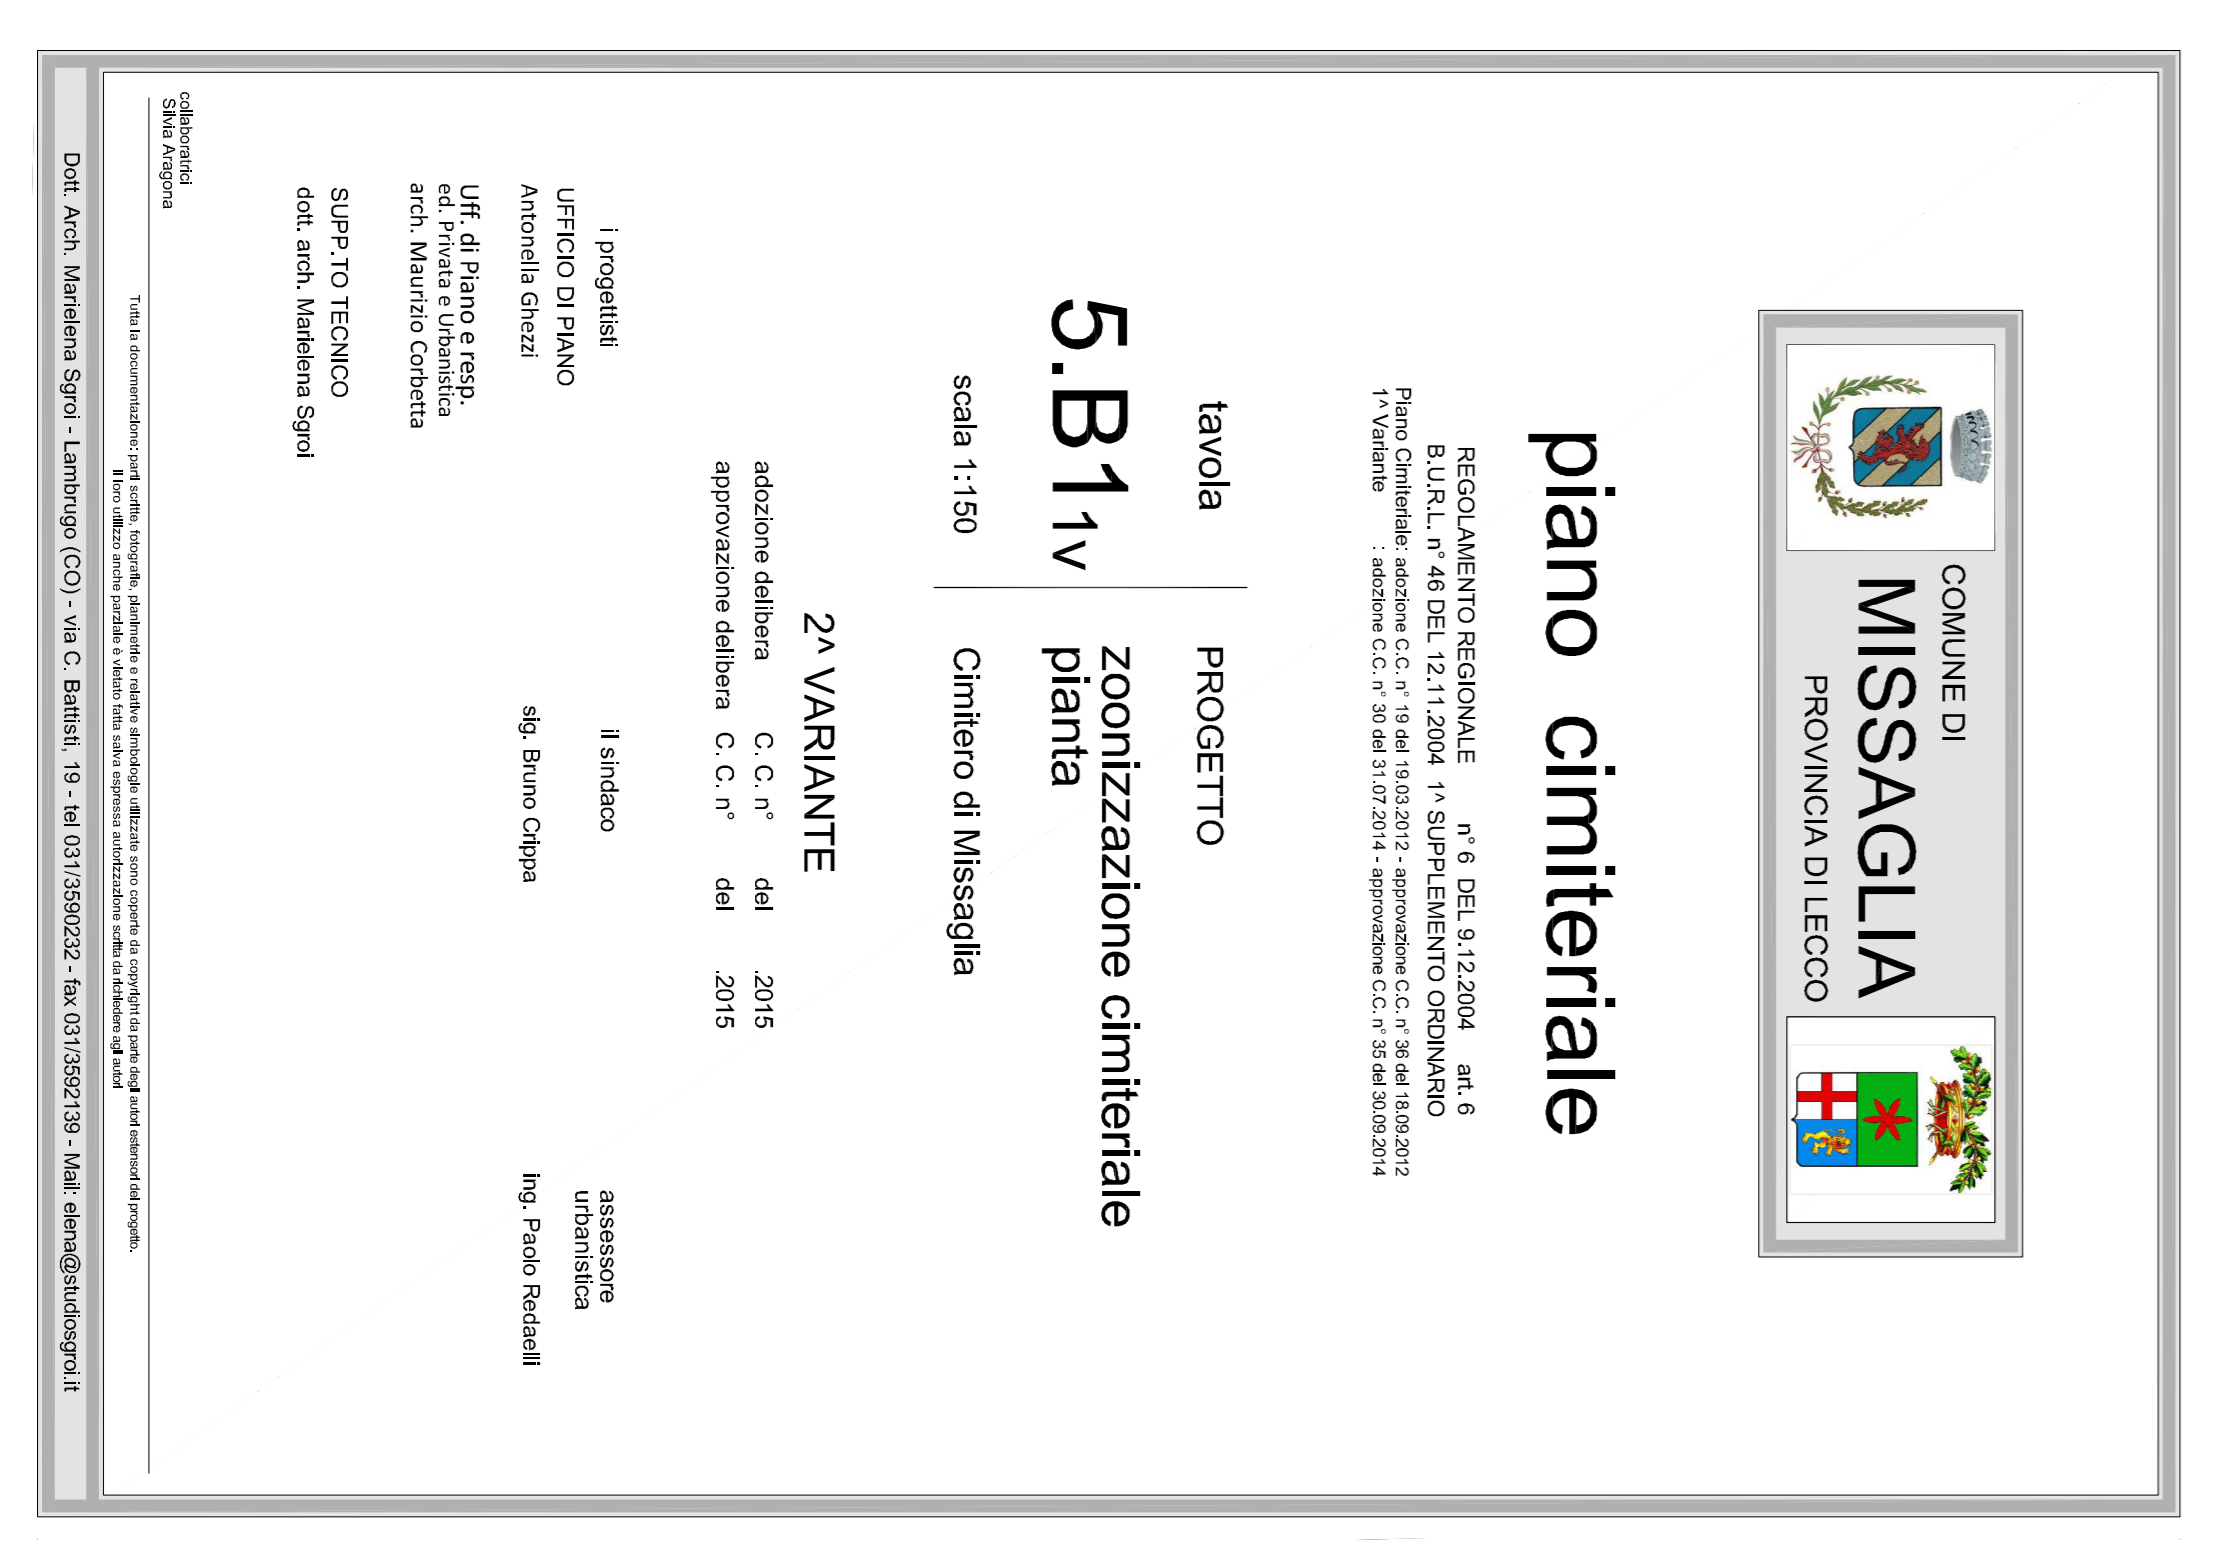 COMUNE DI
MISSAGLIA
PROVINCIA DI LECCO
piano cimiteriale
REGOLAMENTO REGIONALE n° 6 DEL 9.12.2004 art. 6
B.U.R.L. n° 46 DEL 12.11.2004 1^ SUPPLEMENTO ORDINARIO
Piano Cimiteriale: adozione C.C. n° 19 del 19.03.2012 - approvazione C.C. n° 36 del 18.09.2012
1^ Variante : adozione C.C. n° 30 del 31.07.2014 - approvazione C.C. n° 35 del 30.09.2014
tavola
5.B1 1v
scala 1:150
PROGETTO
zoonizzazione cimiteriale
pianta
Cimitero di Missaglia
2^ VARIANTE
adozione delibera C. C. n° del .2015
approvazione delibera C. C. n° del .2015
i progettisti
UFFICIO DI PIANO
Antonella Ghezzi
Uff. di Piano e resp.
ed. Privata e Urbanistica
arch. Maurizio Corbetta
SUPP.TO TECNICO
dott. arch. Marielena Sgroi
il sindaco
sig. Bruno Crippa
assessore
urbanistica
ing. Paolo Redaelli
collaboratrici
Silvia Aragona
Tutta la documentazione: parti scritte, fotografie, planimetrie e relative simbologie utilizzate sono coperte da copyright da parte degli autori estensori del progetto.
Il loro utilizzo anche parziale è vietato fatta salva espressa autorizzazione scritta da richiedere agli autori
Dott. Arch. Marielena Sgroi - Lambrugo (CO) - via C. Battisti, 19 - tel 031/3590232 - fax 031/3592139 - Mail: elena@studiosgroi.it